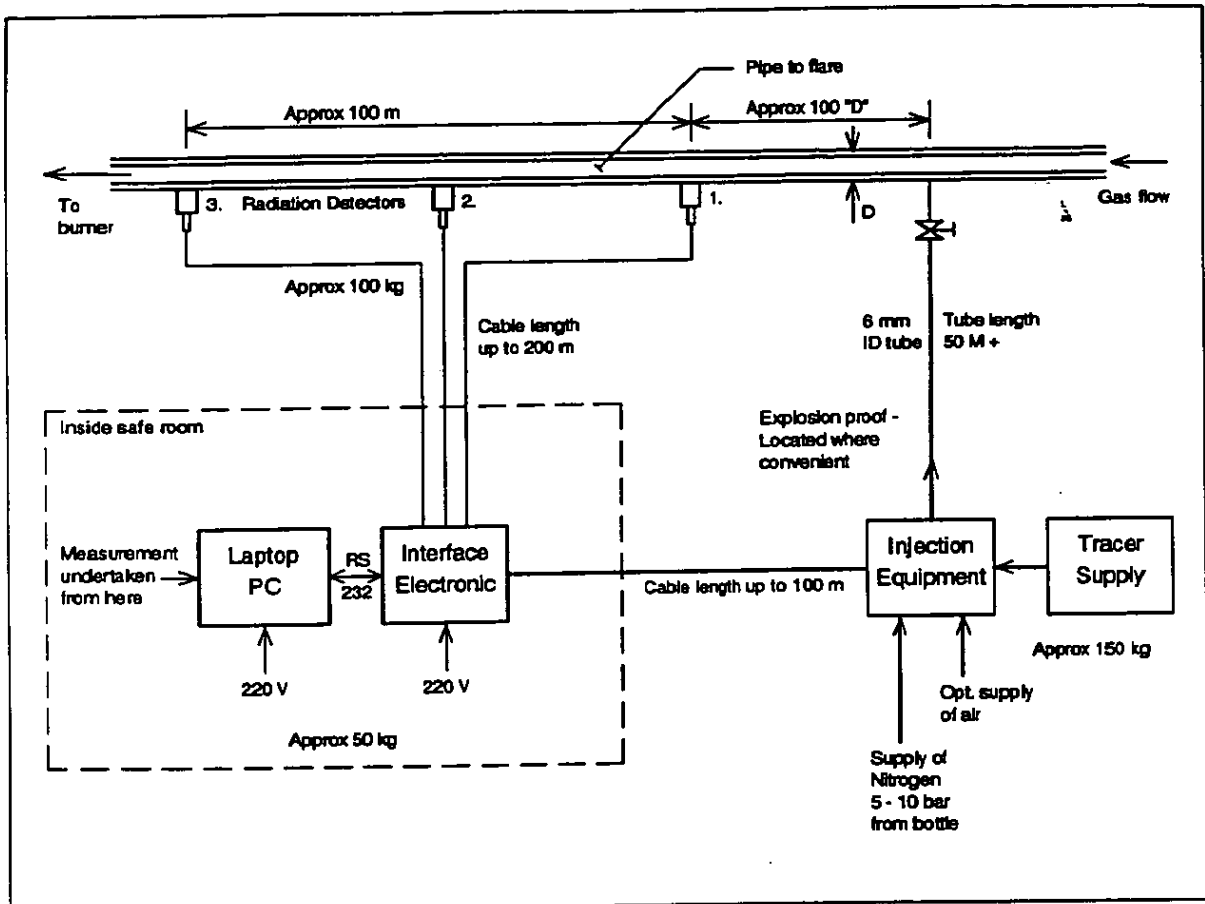 Pipe to flare
Approx 100 m
Approx 100 "D"
To
burner
3.
Radiation Detectors
2.
1.
D
Gas flow
Approx 100 kg
Cable length
up to 200 m
6 mm
ID tube
Tube length
50 M +
Inside safe room
Explosion proof -
Located where
convenient
Measurement
undertaken
from here
Laptop
PC
RS
232
Interface
Electronic
Cable length up to 100 m
Injection
Equipment
Tracer
Supply
220 V
220 V
Approx 150 kg
Opt. supply
of air
Approx 50 kg
Supply of
Nitrogen
5 - 10 bar
from bottle